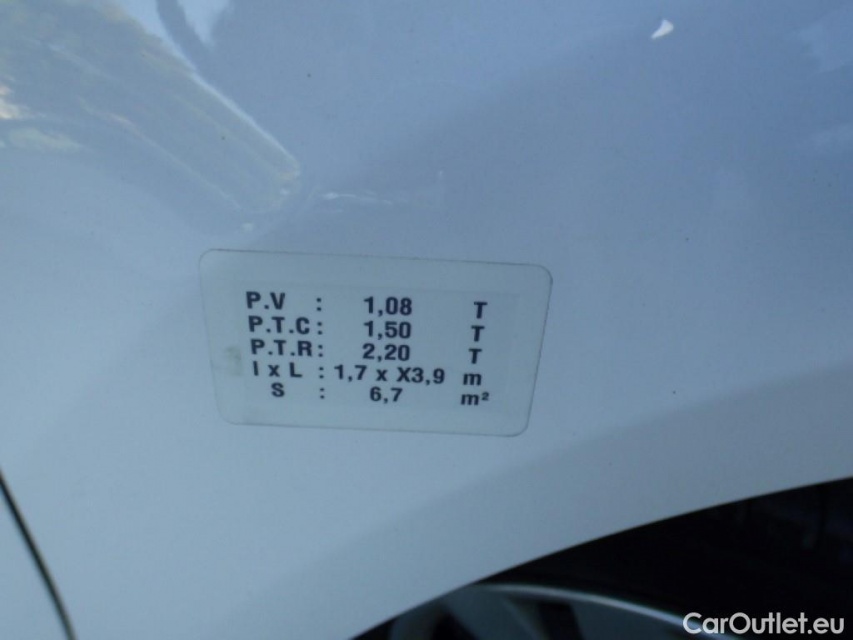 P.V : 1,08 T
P.T.C : 1,50 T
P.T.R : 2,20 T
l x L : 1,7 x X3,9 m
S : 6,7 m²
CarOutlet.eu